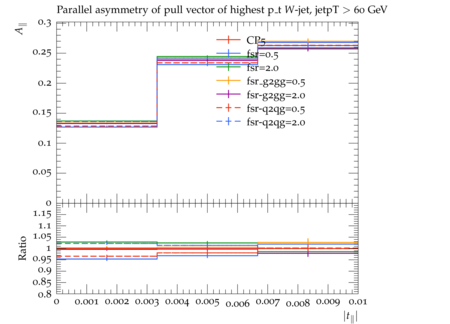 Parallel asymmetry of pull vector of highest p_t W-jet, jetpT > 60 GeV
A∥
0.3
0.25
0.2
0.15
0.1
0.05
0
CP5
fsr=0.5
fsr=2.0
fsr_g2gg=0.5
fsr-g2gg=2.0
fsr-q2qg=0.5
fsr-q2qg=2.0
Ratio
1.15
1.1
1.05
1
0.95
0.9
0.85
0.8
0 0.001 0.002 0.003 0.004 0.005 0.006 0.007 0.008 0.009 0.01
|t∥|